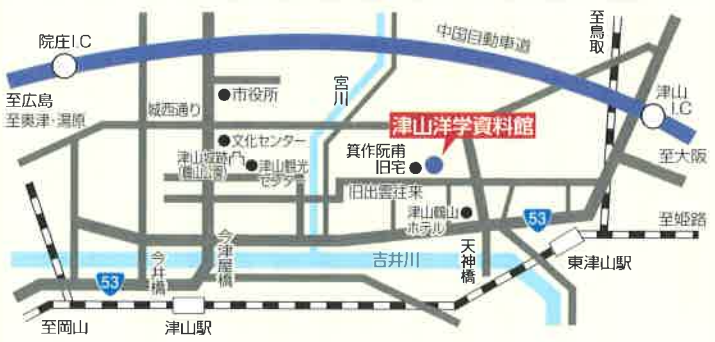 中国自動車道
至鳥取
院庄I.C
宮川
至広島
市役所
津山
I.C
至奥津・湯原
城西通り
津山洋学資料館
文化センター
箕作阮甫
旧宅
至大阪
津山城跡
(鶴山公園)
津山観光
センター
旧出雲往来
津山鶴山
ホテル
53
至姫路
今津屋橋
天神橋
今井橋
吉井川
東津山駅
53
至岡山
津山駅